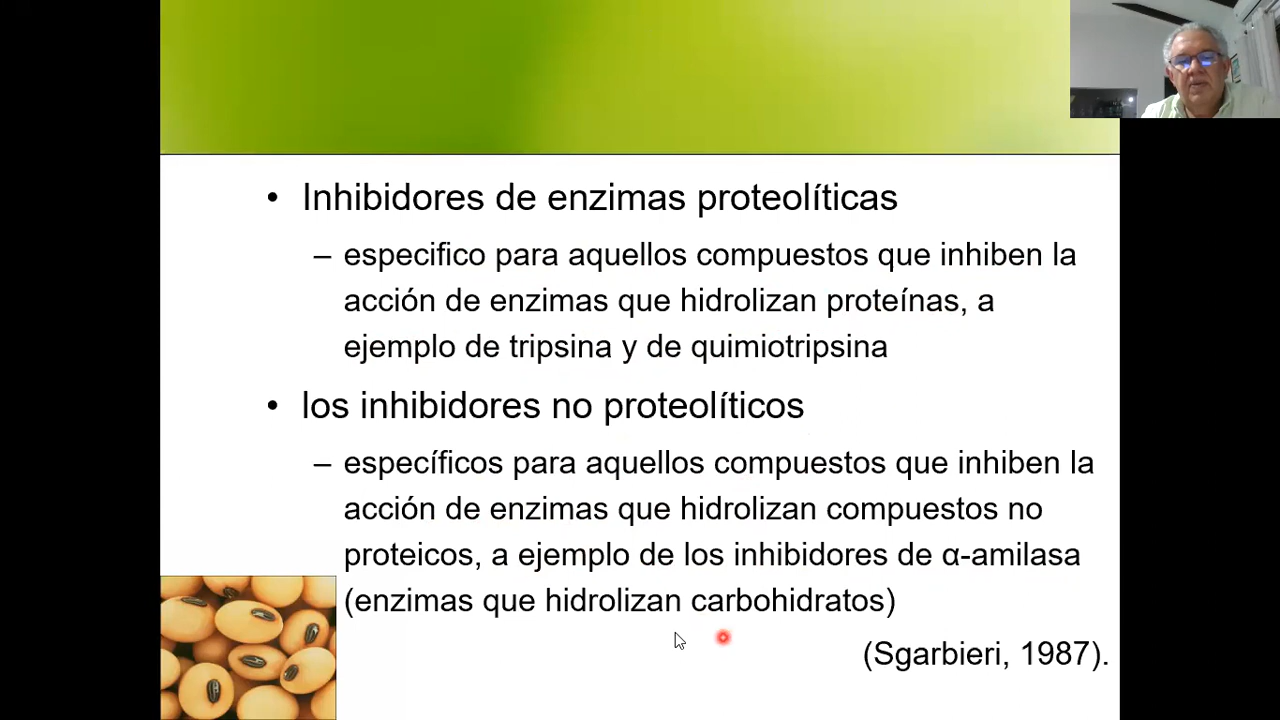 • Inhibidores de enzimas proteolíticas
– especifico para aquellos compuestos que inhiben la
acción de enzimas que hidrolizan proteínas, a
ejemplo de tripsina y de quimiotripsina
• los inhibidores no proteolíticos
– específicos para aquellos compuestos que inhiben la
acción de enzimas que hidrolizan compuestos no
proteicos, a ejemplo de los inhibidores de α-amilasa
(enzimas que hidrolizan carbohidratos)
(Sgarbieri, 1987).